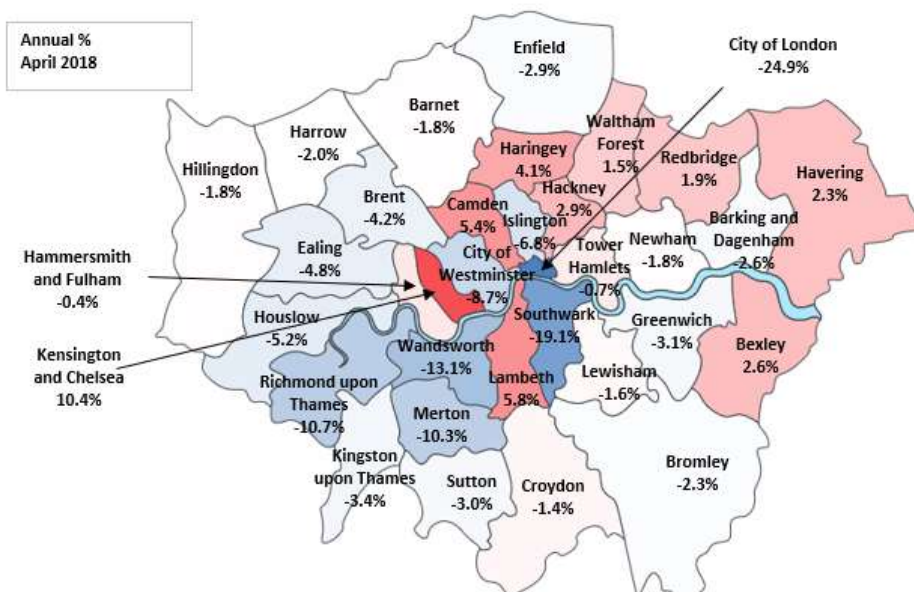 Annual %
April 2018
Enfield
-2.9%
City of London
-24.9%
Barnet
-1.8%
Harrow
-2.0%
Hillingdon
-1.8%
Haringey
4.1%
Waltham
Forest
1.5%
Redbridge
1.9%
Havering
2.3%
Brent
-4.2%
Camden
5.4%
Islington
-6.8%
Hackney
2.9%
Barking and
Dagenham
-2.6%
Ealing
-4.8%
City of
Westminster
-8.7%
Tower
Hamlets
-0.7%
Newham
-1.8%
Hammersmith
and Fulham
-0.4%
Houslow
-5.2%
Kensington
and Chelsea
10.4%
Wandsworth
-13.1%
Southwark
-19.1%
Greenwich
-3.1%
Bexley
2.6%
Richmond upon
Thames
-10.7%
Lambeth
5.8%
Lewisham
-1.6%
Merton
-10.3%
Kingston
upon Thames
-3.4%
Sutton
-3.0%
Croydon
-1.4%
Bromley
-2.3%